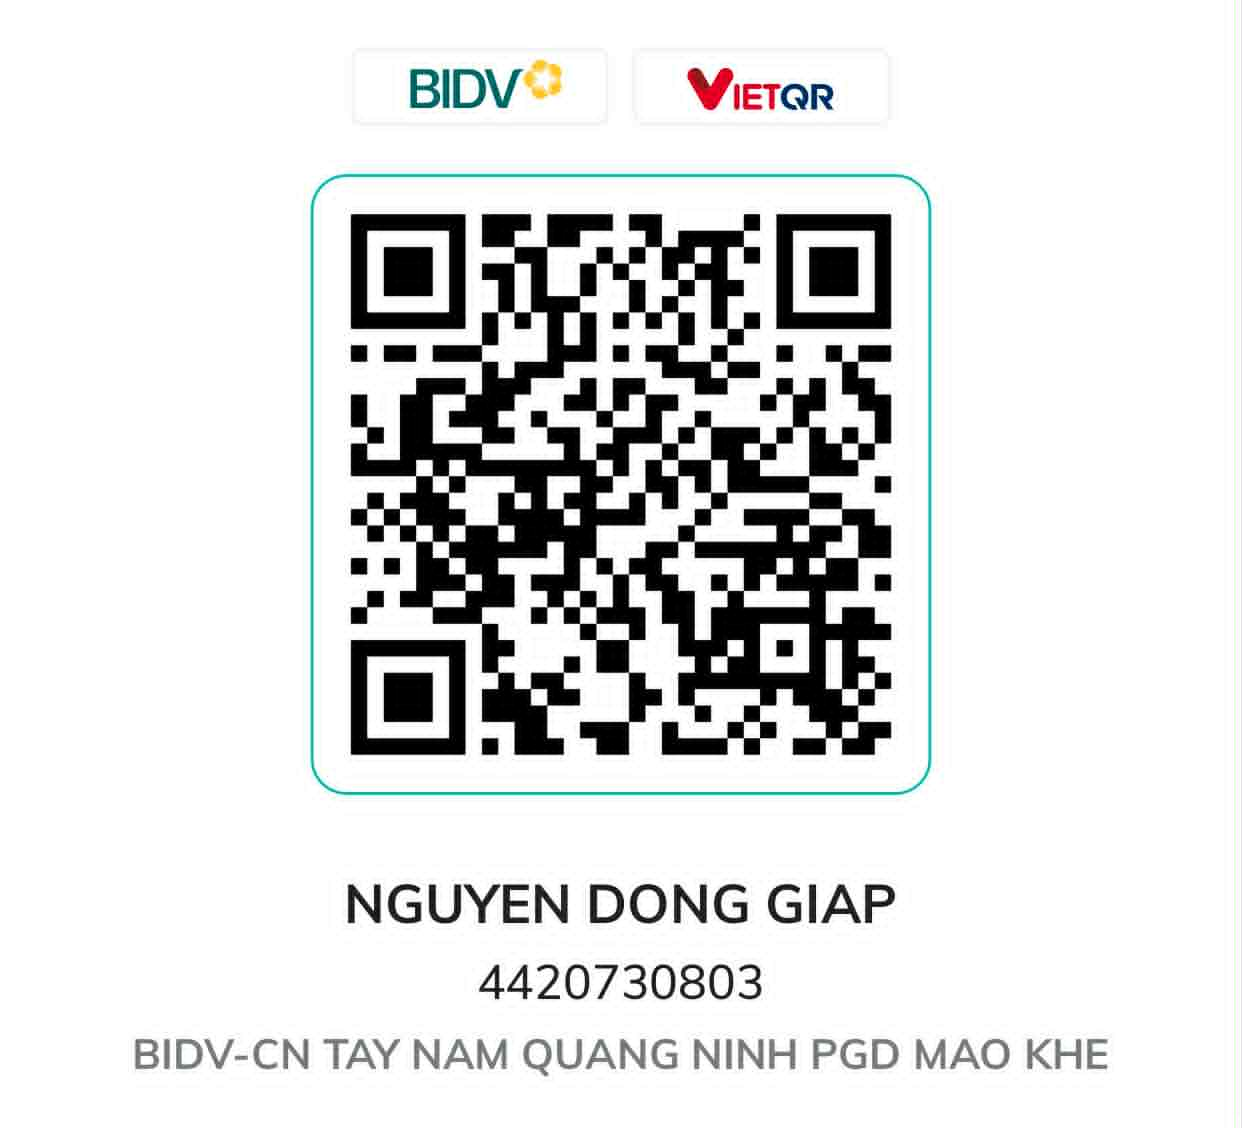 BIDV VIETQR
NGUYEN DONG GIAP
4420730803
BIDV-CN TAY NAM QUANG NINH PGD MAO KHE